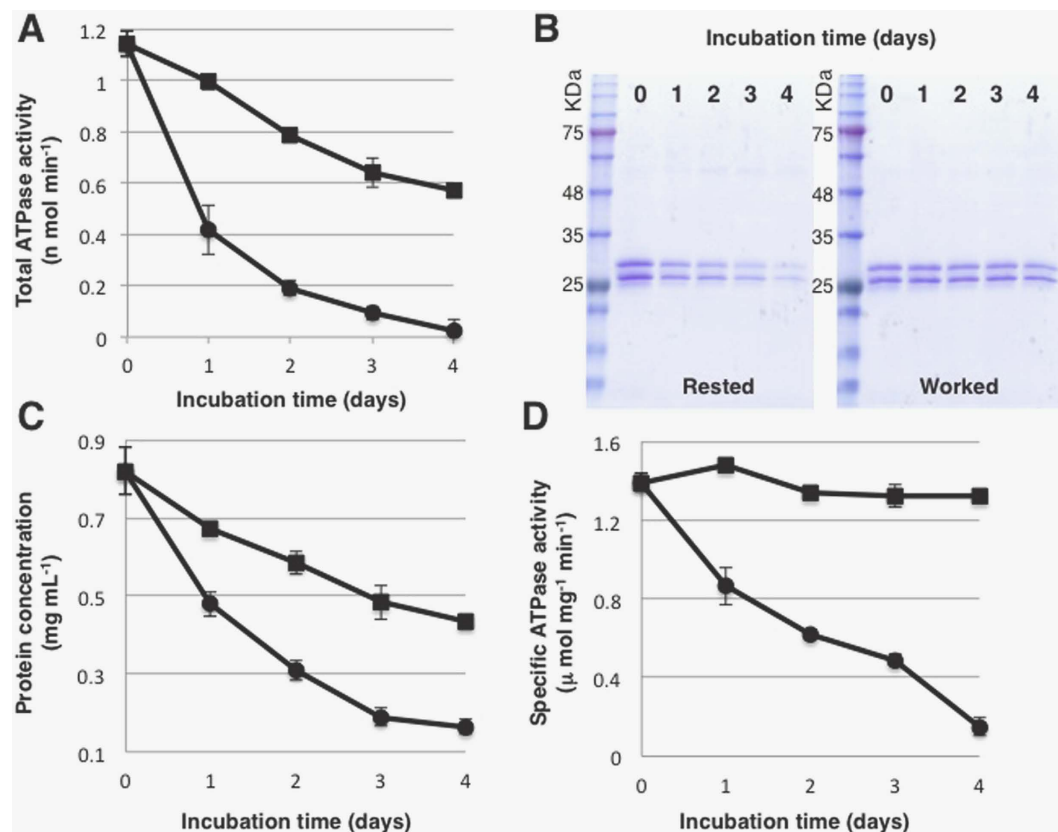 A
Total ATPase activity
(n mol min⁻¹)
1.2
1
0.8
0.6
0.4
0.2
0
0 1 2 3 4
Incubation time (days)
B
Incubation time (days)
KDa
0 1 2 3 4
75
48
35
25
Rested
KDa
0 1 2 3 4
75
48
35
25
Worked
C
Protein concentration
(mg mL⁻¹)
0.9
0.7
0.5
0.3
0.1
0 1 2 3 4
Incubation time (days)
D
Specific ATPase activity
(μ mol mg⁻¹ min⁻¹)
1.6
1.2
0.8
0.4
0
0 1 2 3 4
Incubation time (days)